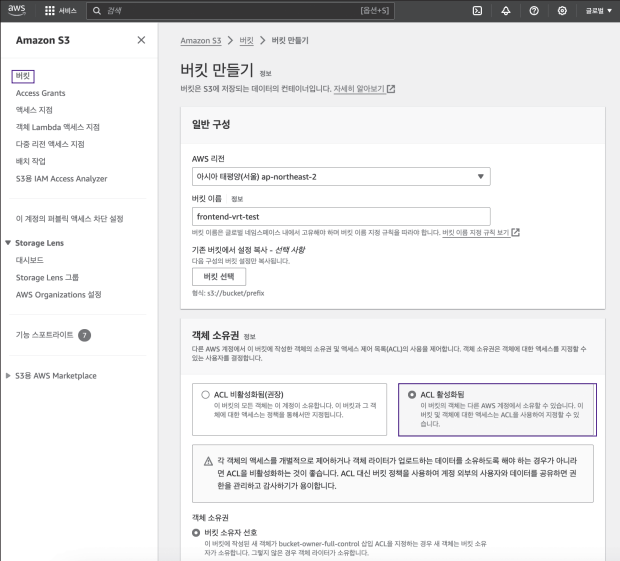 aws
서비스
검색
[옵션+S]
글로벌 ▼
Amazon S3
Amazon S3 > 버킷 > 버킷 만들기
버킷
Access Grants
액세스 지점
객체 Lambda 액세스 지점
다중 리전 액세스 지점
배치 작업
S3용 IAM Access Analyzer
이 계정의 퍼블릭 액세스 차단 설정
Storage Lens
대시보드
Storage Lens 그룹
AWS Organizations 설정
기능 스포트라이트 7
S3용 AWS Marketplace
버킷 만들기 정보
버킷은 S3에 저장되는 데이터의 컨테이너입니다. 자세히 알아보기
일반 구성
AWS 리전
아시아 태평양(서울) ap-northeast-2
버킷 이름 정보
frontend-vrt-test
버킷 이름은 글로벌 네임스페이스 내에서 고유해야 하며 버킷 이름 지정 규칙을 따라야 합니다. 버킷 이름 지정 규칙 보기
기존 버킷에서 설정 복사 - 선택 사항
다음 구성의 버킷 설정만 복사됩니다.
버킷 선택
형식: s3://bucket/prefix
객체 소유권 정보
다른 AWS 계정에서 이 버킷에 작성한 객체의 소유권 및 액세스 제어 목록(ACL)의 사용을 제어합니다. 객체 소유권은 객체에 대한 액세스를 지정할 수
있는 사용자를 결정합니다.
ACL 비활성화됨(권장)
이 버킷의 모든 객체는 이 계정이 소유합니다. 이 버킷과 그 객
체에 대한 액세스는 정책을 통해서만 지정됩니다.
ACL 활성화됨
이 버킷의 객체는 다른 AWS 계정에서 소유할 수 있습니다. 이
버킷 및 객체에 대한 액세스는 ACL을 사용하여 지정할 수 있
습니다.
각 객체의 액세스를 개별적으로 제어하거나 객체 라이터가 업로드하는 데이터를 소유하도록 해야 하는 경우가 아니라
면 ACL을 비활성화하는 것이 좋습니다. ACL 대신 버킷 정책을 사용하여 계정 외부의 사용자와 데이터를 공유하면 권
한을 관리하고 감사하기가 용이합니다.
객체 소유권
버킷 소유자 선호
이 버킷에 작성된 새 객체가 bucket-owner-full-control 삽입 ACL을 지정하는 경우 새 객체는 버킷 소유
자가 소유합니다. 그렇지 않은 경우 객체 라이터가 소유합니다.